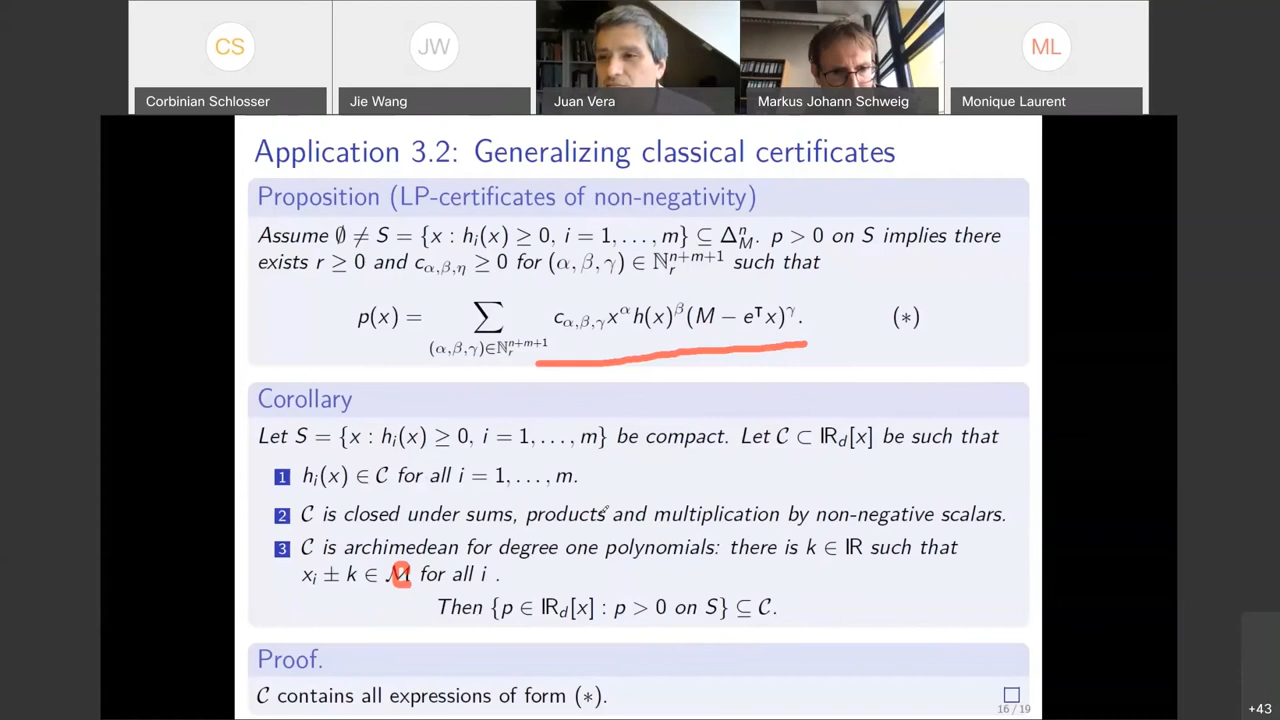 CS
JW
ML
Corbinian Schlosser
Jie Wang
Juan Vera
Markus Johann Schweig
Monique Laurent
Application 3.2: Generalizing classical certificates
Proposition (LP-certificates of non-negativity)
Assume ∅ ≠ S = {x : hᵢ(x) ≥ 0, i = 1, . . . , m} ⊆ Δ_M^n. p > 0 on S implies there
exists r ≥ 0 and c_{α,β,η} ≥ 0 for (α, β, γ) ∈ ℕ_r^{n+m+1} such that
p(x) = ∑_{(α,β,γ)∈ℕ_r^{n+m+1}} c_{α,β,γ}x^α h(x)^β (M − e^T x)^γ. (∗)
Corollary
Let S = {x : hᵢ(x) ≥ 0, i = 1, . . . , m} be compact. Let 𝒞 ⊂ ℝ_d[x] be such that
1 hᵢ(x) ∈ 𝒞 for all i = 1, . . . , m.
2 𝒞 is closed under sums, products and multiplication by non-negative scalars.
3 𝒞 is archimedean for degree one polynomials: there is k ∈ ℝ such that
xᵢ ± k ∈ ℳ for all i .
Then {p ∈ ℝ_d[x] : p > 0 on S} ⊆ 𝒞.
Proof.
𝒞 contains all expressions of form (∗). □
16 / 19
+43